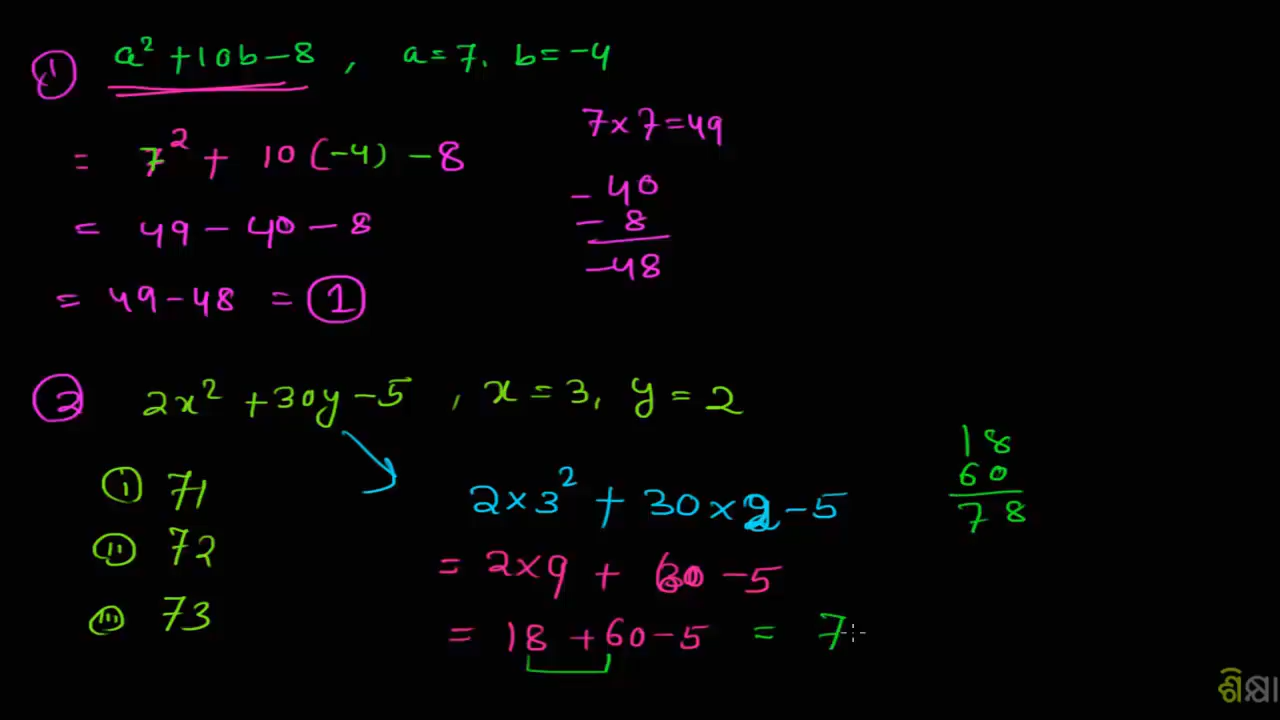 ① a² + 10b - 8 , a = 7, b = -4
= 7² + 10 (-4) - 8
= 49 - 40 - 8
= 49 - 48 = 1
7 × 7 = 49
- 40
- 8
-48
② 2x² + 30y - 5 , x = 3, y = 2
(i) 71
(ii) 72
(iii) 73
2 × 3² + 30 × 2 - 5
= 2 × 9 + 60 - 5
= 18 + 60 - 5 = 7
18
60
78
ଶିକ୍ଷା